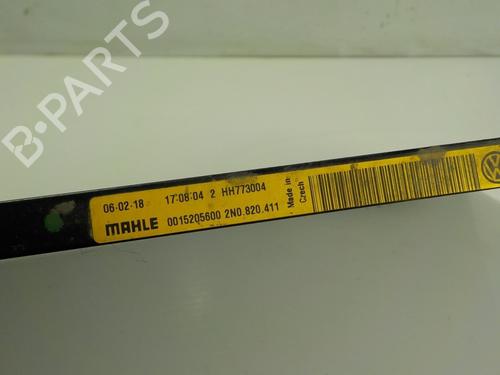 B-PARTS
06-02-18 17:08:04 2 HH773004
MAHLE 0015205600 2N0.820.411
Made in
Czech